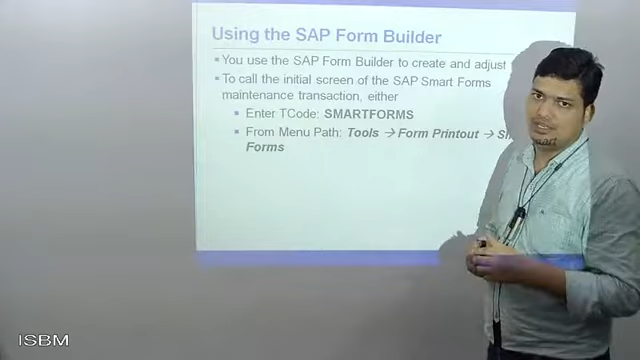 Using the SAP Form Builder
You use the SAP Form Builder to create and adjust
To call the initial screen of the SAP Smart Forms
maintenance transaction, either
Enter TCode: SMARTFORMS
From Menu Path: Tools → Form Printout →
Forms
ISBM